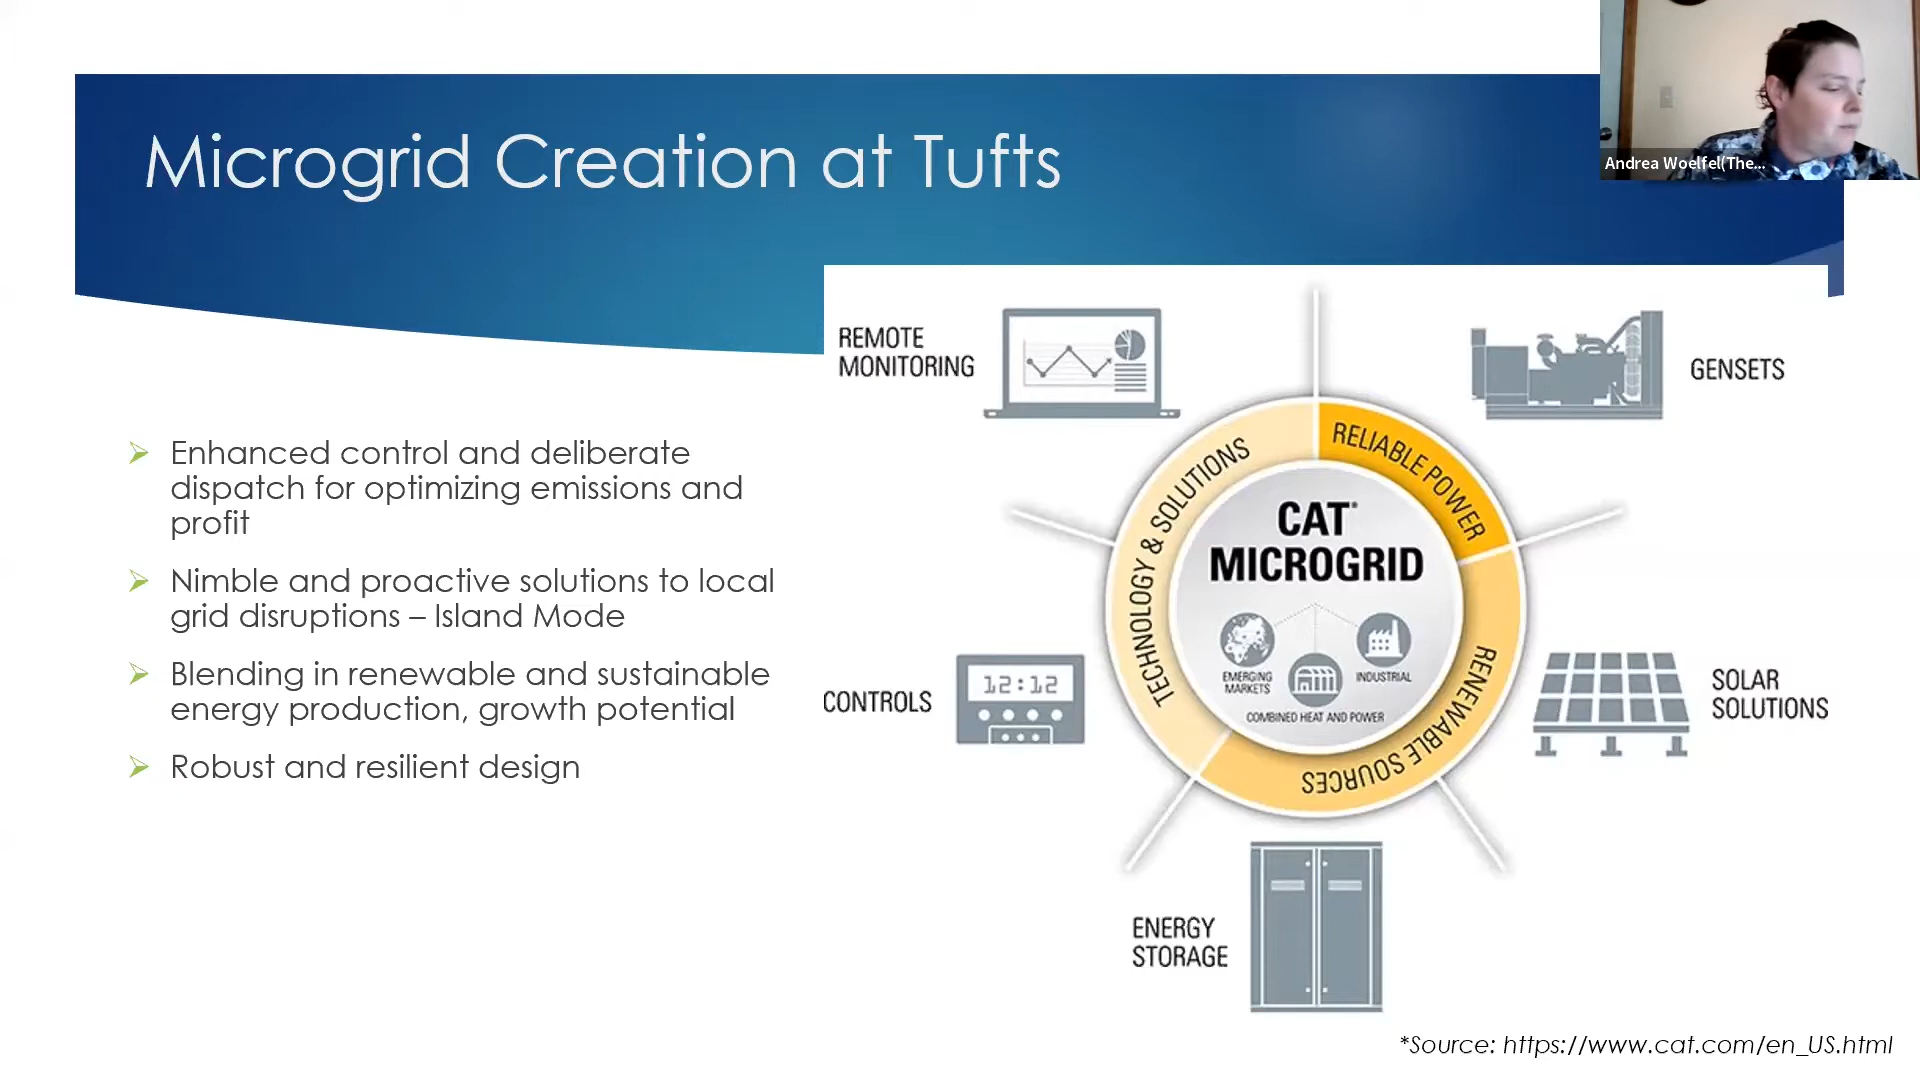 Microgrid Creation at Tufts
Andrea Woelfel(The...
Enhanced control and deliberate
dispatch for optimizing emissions and
profit
Nimble and proactive solutions to local
grid disruptions – Island Mode
Blending in renewable and sustainable
energy production, growth potential
Robust and resilient design
REMOTE
MONITORING
GENSETS
TECHNOLOGY & SOLUTIONS
RELIABLE POWER
RENEWABLE SOURCES
CAT®
MICROGRID
EMERGING
MARKETS
INDUSTRIAL
COMBINED HEAT AND POWER
CONTROLS
12:12
SOLAR
SOLUTIONS
ENERGY
STORAGE
*Source: https://www.cat.com/en_US.html